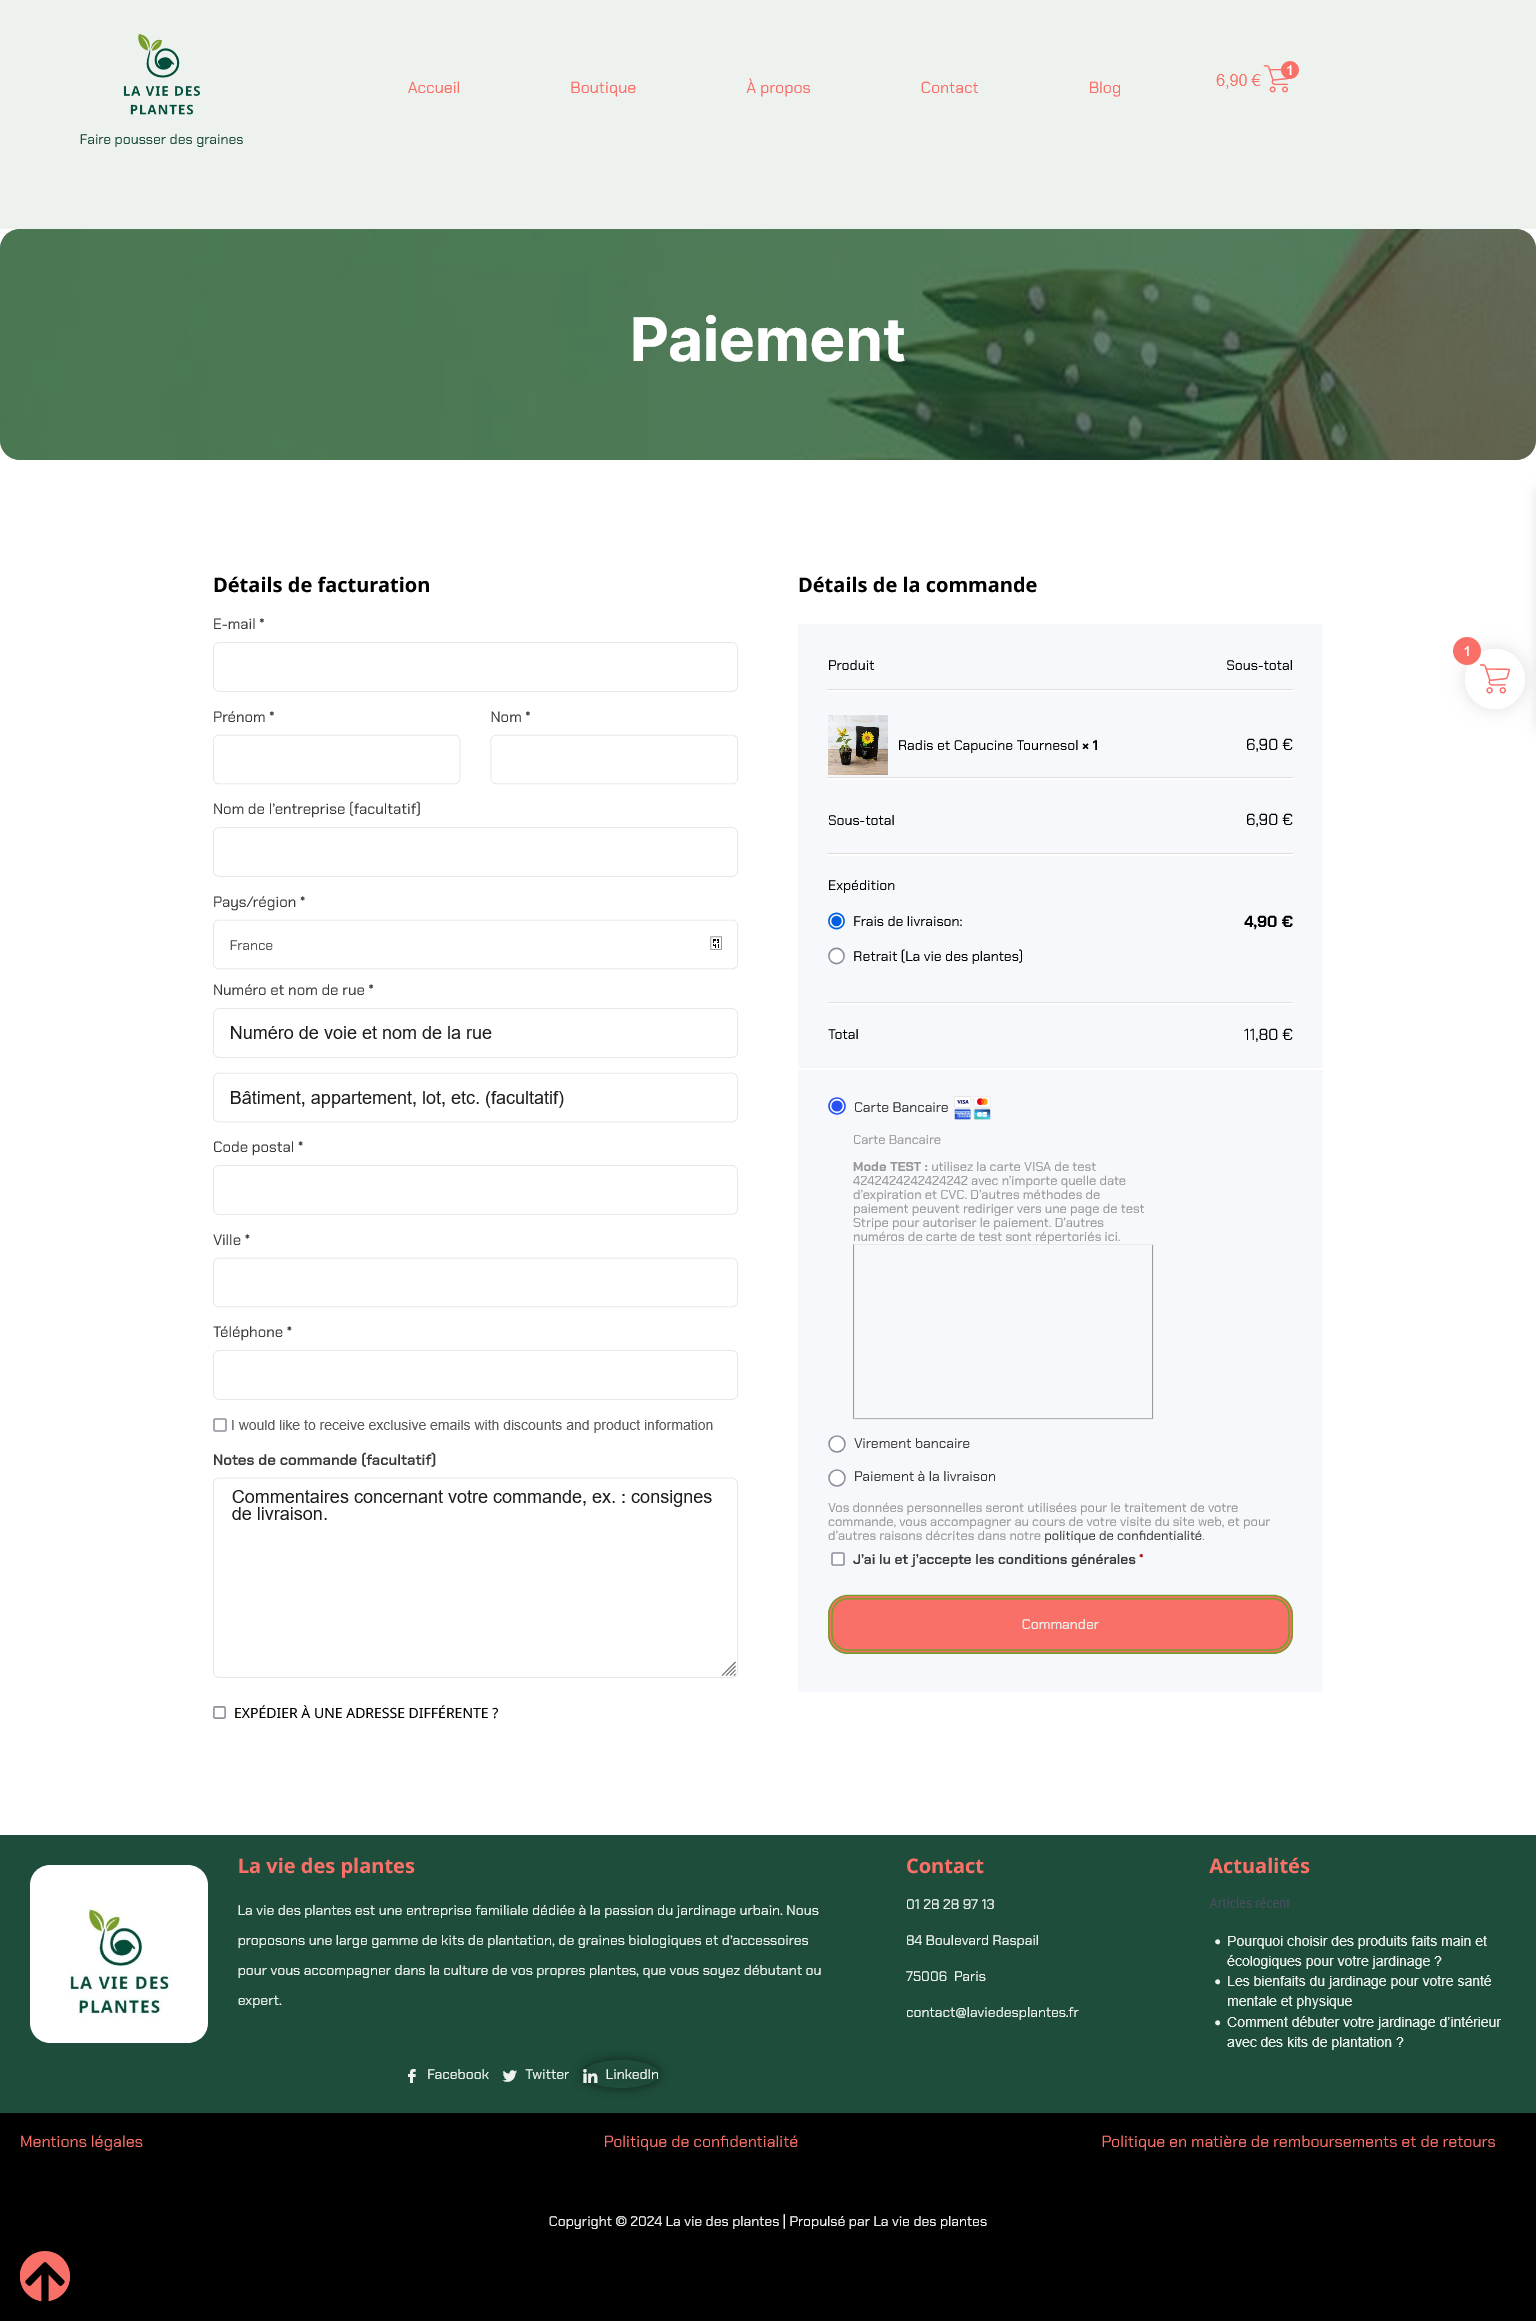 LA VIE DES
PLANTES
Faire pousser des graines
Accueil
Boutique
À propos
Contact
Blog
6,90 €
1
Paiement
Détails de facturation
E-mail *
Prénom *
Nom *
Nom de l'entreprise (facultatif)
Pays/région *
France
Numéro et nom de rue *
Numéro de voie et nom de la rue
Bâtiment, appartement, lot, etc. (facultatif)
Code postal *
Ville *
Téléphone *
I would like to receive exclusive emails with discounts and product information
Notes de commande (facultatif)
Commentaires concernant votre commande, ex. : consignes
de livraison.
EXPÉDIER À UNE ADRESSE DIFFÉRENTE ?
Détails de la commande
Produit
Sous-total
Radis et Capucine Tournesol × 1
6,90 €
Sous-total
6,90 €
Expédition
Frais de livraison:
4,90 €
Retrait (La vie des plantes)
Total
11,80 €
Carte Bancaire
VISA
Carte Bancaire
Mode TEST : utilisez la carte VISA de test
4242424242424242 avec n'importe quelle date
d'expiration et CVC. D'autres méthodes de
paiement peuvent rediriger vers une page de test
Stripe pour autoriser le paiement. D'autres
numéros de carte de test sont répertoriés ici.
Virement bancaire
Paiement à la livraison
Vos données personnelles seront utilisées pour le traitement de votre
commande, vous accompagner au cours de votre visite du site web, et pour
d'autres raisons décrites dans notre politique de confidentialité.
J'ai lu et j'accepte les conditions générales *
Commander
1
LA VIE DES
PLANTES
La vie des plantes
La vie des plantes est une entreprise familiale dédiée à la passion du jardinage urbain. Nous
proposons une large gamme de kits de plantation, de graines biologiques et d'accessoires
pour vous accompagner dans la culture de vos propres plantes, que vous soyez débutant ou
expert.
Facebook
Twitter
LinkedIn
Contact
01 28 28 97 13
84 Boulevard Raspail
75006 Paris
contact@laviedesplantes.fr
Actualités
Articles récent
• Pourquoi choisir des produits faits main et
écologiques pour votre jardinage ?
• Les bienfaits du jardinage pour votre santé
mentale et physique
• Comment débuter votre jardinage d'intérieur
avec des kits de plantation ?
Mentions légales
Politique de confidentialité
Politique en matière de remboursements et de retours
Copyright © 2024 La vie des plantes | Propulsé par La vie des plantes